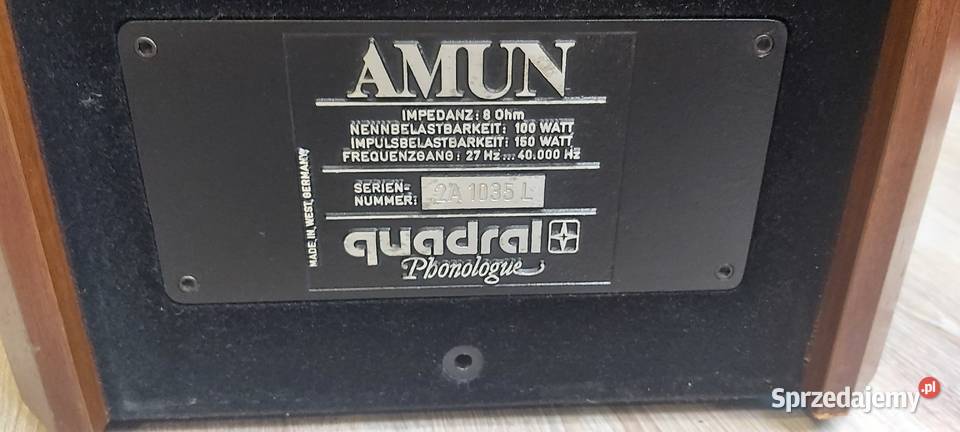 AMUN
IMPEDANZ: 8 Ohm
NENNBELASTBARKEIT: 100 WATT
IMPULSBELASTBARKEIT: 150 WATT
FREQUENZGANG: 27 Hz... 40.000 Hz
SERIEN-
NUMMER: 2A 1035 L
MADE IN WEST GERMANY
quadral
Phonologue
Sprzedajemy.pl